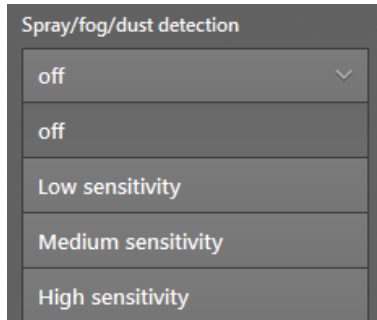 Spray/fog/dust detection
off
off
Low sensitivity
Medium sensitivity
High sensitivity